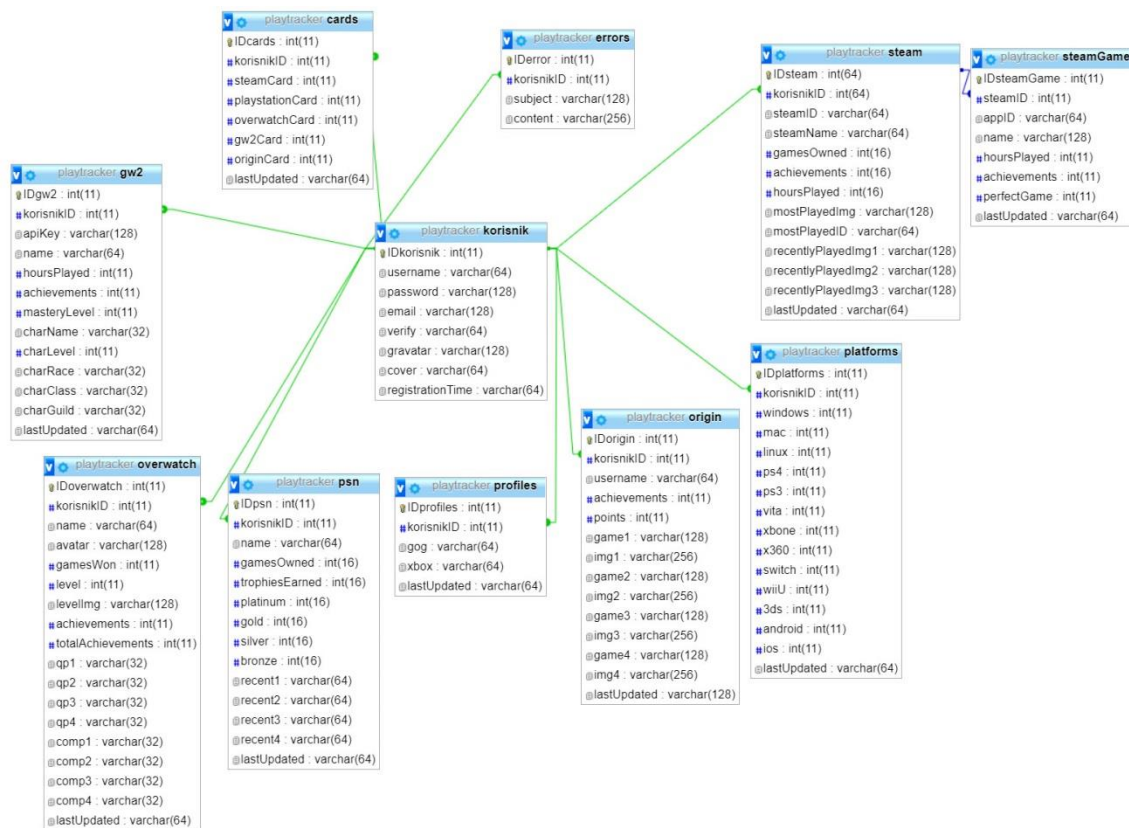 playtracker cards
IDcards : int(11)
korisnikID : int(11)
steamCard : int(11)
playstationCard : int(11)
overwatchCard : int(11)
gw2Card : int(11)
originCard : int(11)
lastUpdated : varchar(64)
playtracker errors
IDerror : int(11)
korisnikID : int(11)
subject : varchar(128)
content : varchar(256)
playtracker steam
IDsteam : int(64)
korisnikID : int(64)
steamID : varchar(64)
steamName : varchar(64)
gamesOwned : int(16)
achievements : int(16)
hoursPlayed : int(16)
mostPlayedImg : varchar(128)
mostPlayedID : varchar(64)
recentlyPlayedImg1 : varchar(128)
recentlyPlayedImg2 : varchar(128)
recentlyPlayedImg3 : varchar(128)
lastUpdated : varchar(64)
playtracker steamGame
IDsteamGame : int(11)
steamID : int(11)
appID : varchar(64)
name : varchar(128)
hoursPlayed : int(11)
achievements : int(11)
perfectGame : int(11)
lastUpdated : varchar(64)
playtracker gw2
IDgw2 : int(11)
korisnikID : int(11)
apiKey : varchar(128)
name : varchar(64)
hoursPlayed : int(11)
achievements : int(11)
masteryLevel : int(11)
charName : varchar(32)
charLevel : int(11)
charRace : varchar(32)
charClass : varchar(32)
charGuild : varchar(32)
lastUpdated : varchar(64)
playtracker korisnik
IDkorisnik : int(11)
username : varchar(64)
password : varchar(128)
email : varchar(128)
verify : varchar(64)
gravatar : varchar(128)
cover : varchar(64)
registrationTime : varchar(64)
playtracker platforms
IDplatforms : int(11)
korisnikID : int(11)
windows : int(11)
mac : int(11)
linux : int(11)
ps4 : int(11)
ps3 : int(11)
vita : int(11)
xbone : int(11)
x360 : int(11)
switch : int(11)
wiiU : int(11)
3ds : int(11)
android : int(11)
ios : int(11)
lastUpdated : varchar(64)
playtracker origin
IDorigin : int(11)
korisnikID : int(11)
username : varchar(64)
achievements : int(11)
points : int(11)
game1 : varchar(128)
img1 : varchar(256)
game2 : varchar(128)
img2 : varchar(256)
game3 : varchar(128)
img3 : varchar(256)
game4 : varchar(128)
img4 : varchar(256)
lastUpdated : varchar(128)
playtracker overwatch
IDoverwatch : int(11)
korisnikID : int(11)
name : varchar(64)
avatar : varchar(128)
gamesWon : int(11)
level : int(11)
levelImg : varchar(128)
achievements : int(11)
totalAchievements : int(11)
qp1 : varchar(32)
qp2 : varchar(32)
qp3 : varchar(32)
qp4 : varchar(32)
comp1 : varchar(32)
comp2 : varchar(32)
comp3 : varchar(32)
comp4 : varchar(32)
lastUpdated : varchar(64)
playtracker psn
IDpsn : int(11)
korisnikID : int(11)
name : varchar(64)
gamesOwned : int(16)
trophiesEarned : int(16)
platinum : int(16)
gold : int(16)
silver : int(16)
bronze : int(16)
recent1 : varchar(64)
recent2 : varchar(64)
recent3 : varchar(64)
recent4 : varchar(64)
lastUpdated : varchar(64)
playtracker profiles
IDprofiles : int(11)
korisnikID : int(11)
gog : varchar(64)
xbox : varchar(64)
lastUpdated : varchar(64)